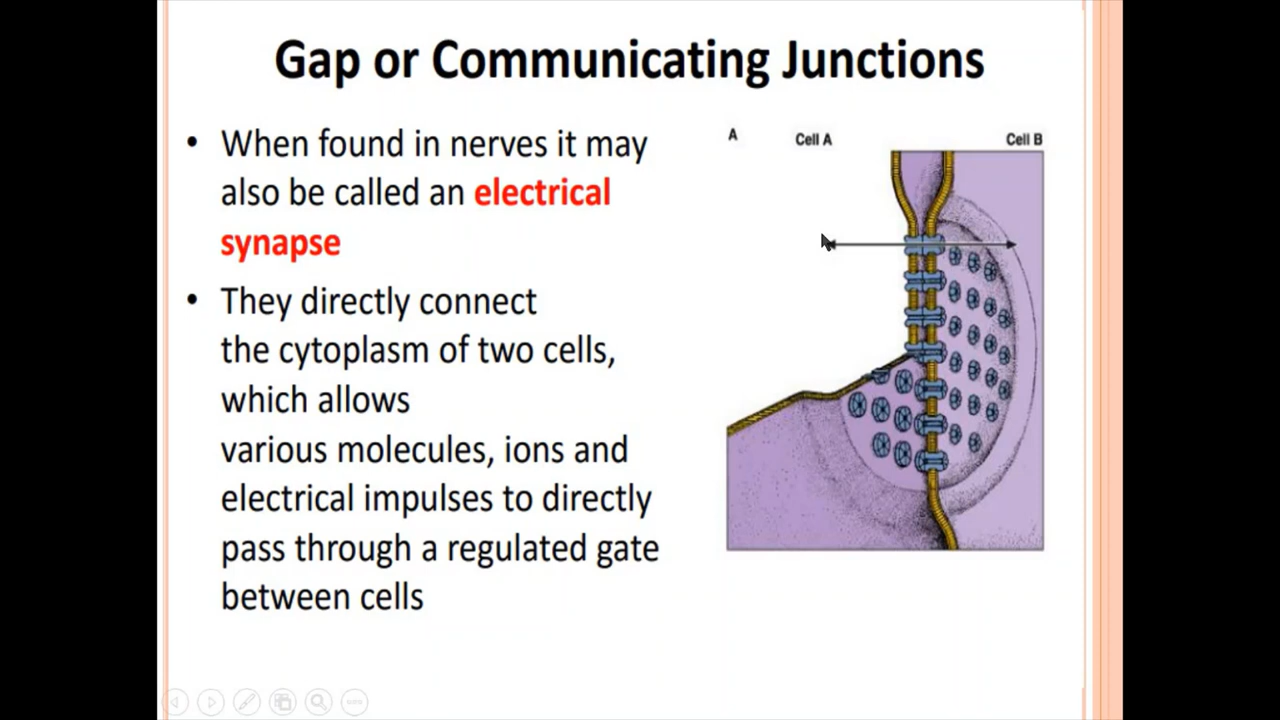 Gap or Communicating Junctions
• When found in nerves it may
also be called an electrical
synapse
• They directly connect
the cytoplasm of two cells,
which allows
various molecules, ions and
electrical impulses to directly
pass through a regulated gate
between cells
A Cell A Cell B